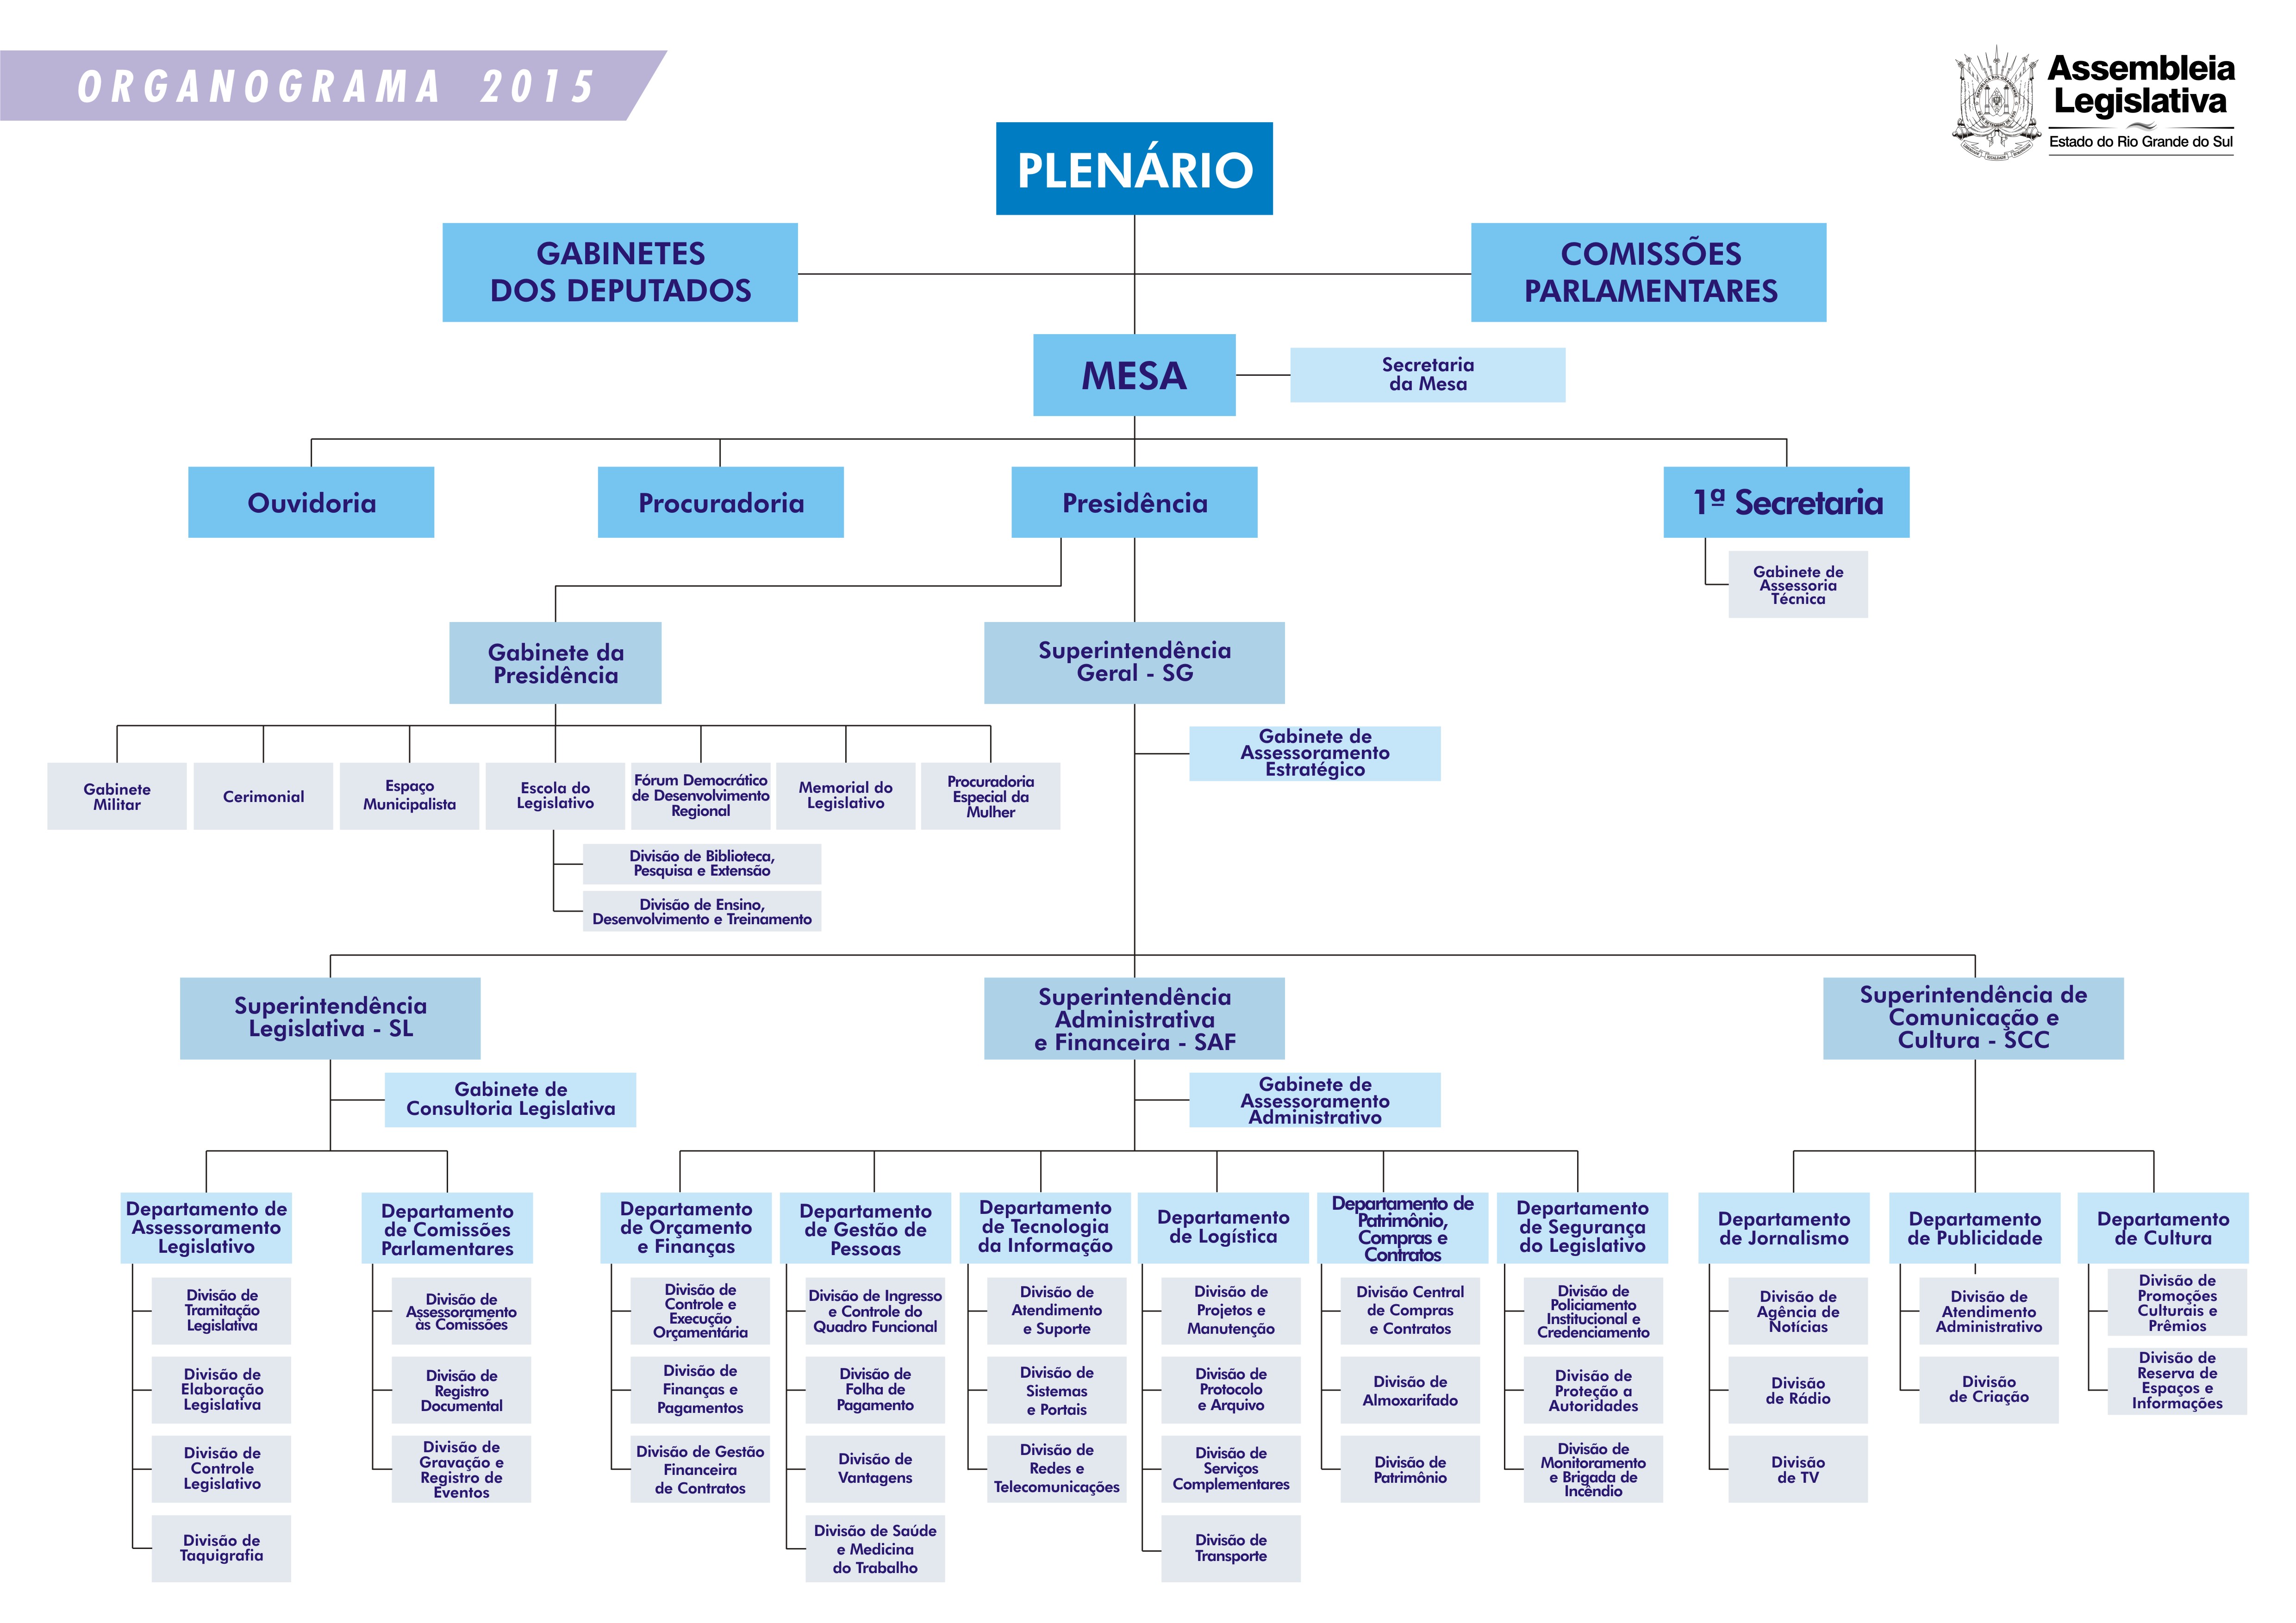 ORGANOGRAMA 2015
Assembleia
Legislativa
Estado do Rio Grande do Sul
PLENÁRIO
GABINETES
DOS DEPUTADOS
COMISSÕES
PARLAMENTARES
MESA
Secretaria
da Mesa
Ouvidoria
Procuradoria
Presidência
1ª Secretaria
Gabinete de
Assessoria
Técnica
Gabinete da
Presidência
Superintendência
Geral - SG
Gabinete de
Assessoramento
Estratégico
Gabinete
Militar
Cerimonial
Espaço
Municipalista
Escola do
Legislativo
Fórum Democrático
de Desenvolvimento
Regional
Memorial do
Legislativo
Procuradoria
Especial da
Mulher
Divisão de Biblioteca,
Pesquisa e Extensão
Divisão de Ensino,
Desenvolvimento e Treinamento
Superintendência
Legislativa - SL
Superintendência
Administrativa
e Financeira - SAF
Superintendência de
Comunicação e
Cultura - SCC
Gabinete de
Consultoria Legislativa
Gabinete de
Assessoramento
Administrativo
Departamento de
Assessoramento
Legislativo
Departamento
de Comissões
Parlamentares
Departamento
de Orçamento
e Finanças
Departamento
de Gestão de
Pessoas
Departamento
de Tecnologia
da Informação
Departamento
de Logística
Departamento de
Patrimônio,
Compras e
Contratos
Departamento
de Segurança
do Legislativo
Departamento
de Jornalismo
Departamento
de Publicidade
Departamento
de Cultura
Divisão de
Tramitação
Legislativa
Divisão de
Assessoramento
às Comissões
Divisão de
Controle e
Execução
Orçamentária
Divisão de Ingresso
e Controle do
Quadro Funcional
Divisão de
Atendimento
e Suporte
Divisão de
Projetos e
Manutenção
Divisão Central
de Compras
e Contratos
Divisão de
Policiamento
Institucional e
Credenciamento
Divisão de
Agência de
Notícias
Divisão de
Atendimento
Administrativo
Divisão de
Promoções
Culturais e
Prêmios
Divisão de
Elaboração
Legislativa
Divisão de
Registro
Documental
Divisão de
Finanças e
Pagamentos
Divisão de
Folha de
Pagamento
Divisão de
Sistemas
e Portais
Divisão de
Protocolo
e Arquivo
Divisão de
Almoxarifado
Divisão de
Proteção a
Autoridades
Divisão
de Rádio
Divisão
de Criação
Divisão de
Reserva de
Espaços e
Informações
Divisão de
Controle
Legislativo
Divisão de
Gravação e
Registro de
Eventos
Divisão de Gestão
Financeira
de Contratos
Divisão de
Vantagens
Divisão de
Redes e
Telecomunicações
Divisão de
Serviços
Complementares
Divisão de
Patrimônio
Divisão de
Monitoramento
e Brigada de
Incêndio
Divisão
de TV
Divisão de
Taquigrafia
Divisão de Saúde
e Medicina
do Trabalho
Divisão de
Transporte